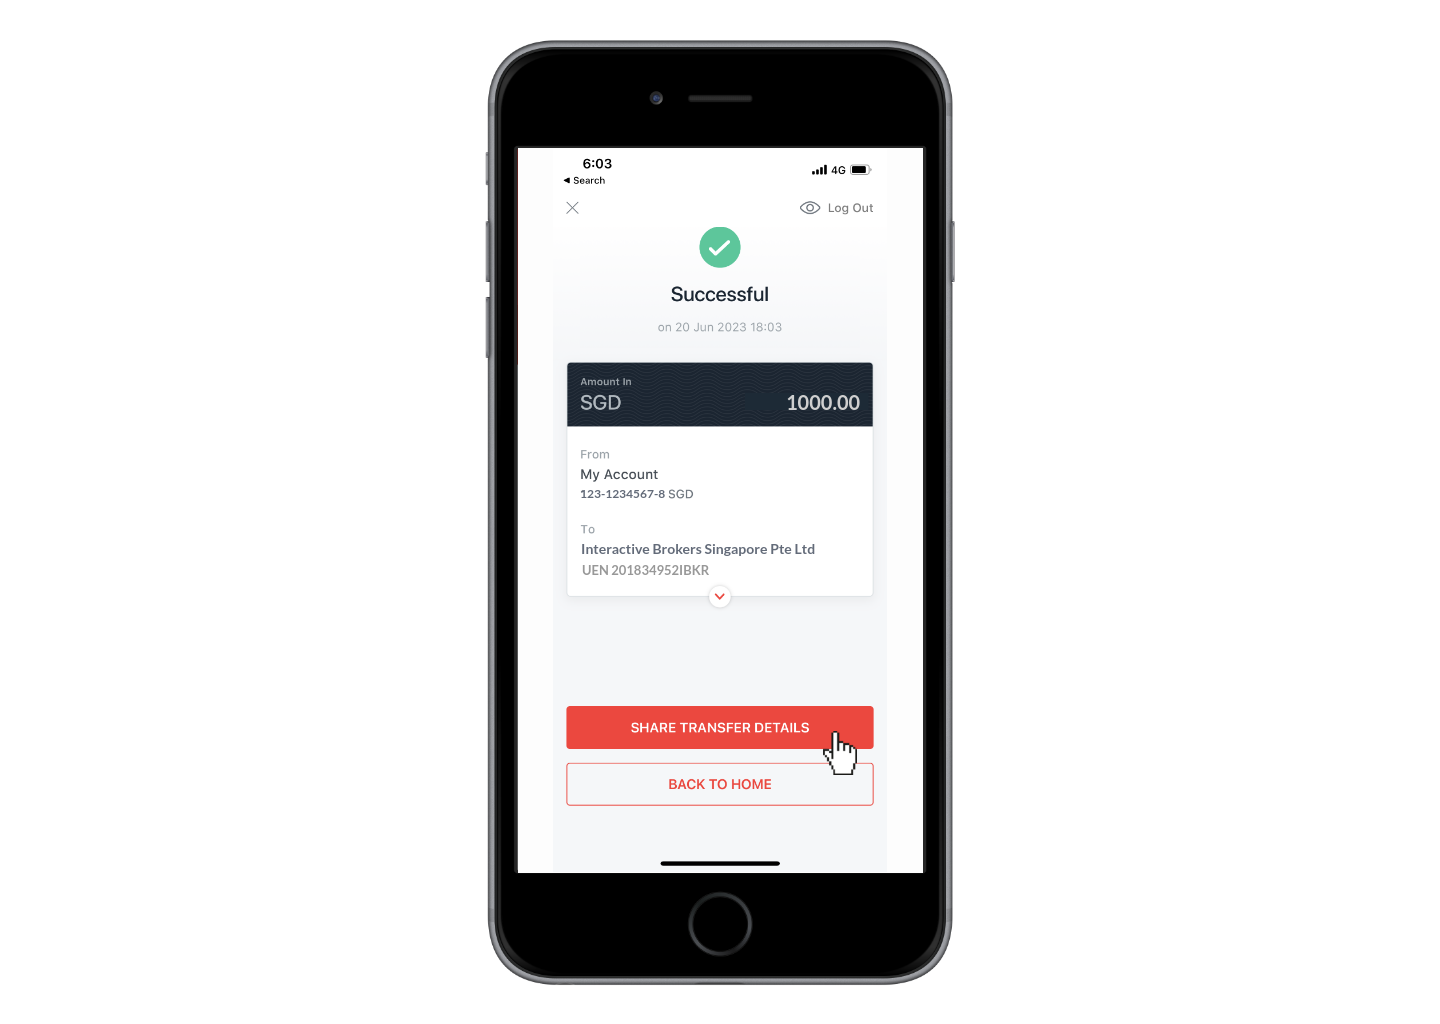 6:03
4G
◀ Search
Log Out
Successful
on 20 Jun 2023 18:03
Amount In
SGD 1000.00
From
My Account
123-1234567-8 SGD
To
Interactive Brokers Singapore Pte Ltd
UEN 201834952IBKR
SHARE TRANSFER DETAILS
BACK TO HOME